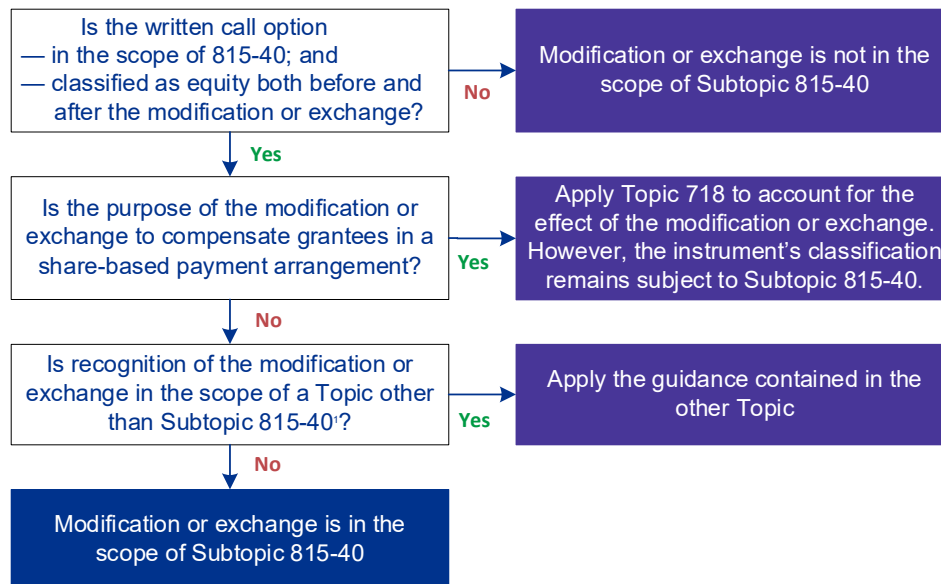 Is the written call option
— in the scope of 815-40; and
— classified as equity both before and
after the modification or exchange?
No
Modification or exchange is not in the
scope of Subtopic 815-40
Yes
Is the purpose of the modification or
exchange to compensate grantees in a
share-based payment arrangement?
Yes
Apply Topic 718 to account for the
effect of the modification or exchange.
However, the instrument’s classification
remains subject to Subtopic 815-40.
No
Is recognition of the modification or
exchange in the scope of a Topic other
than Subtopic 815-40¹?
Yes
Apply the guidance contained in the
other Topic
No
Modification or exchange is in the
scope of Subtopic 815-40